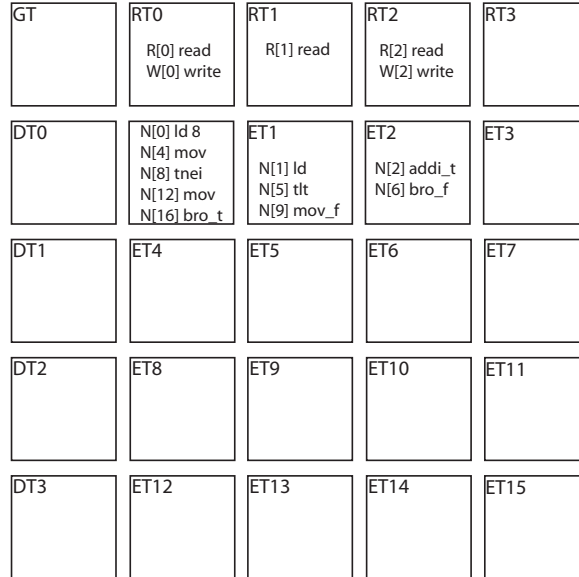 GT
RT0
R[0] read
W[0] write
RT1
R[1] read
RT2
R[2] read
W[2] write
RT3
DT0
N[0] ld 8
N[4] mov
N[8] tnei
N[12] mov
N[16] bro_t
ET1
N[1] ld
N[5] tlt
N[9] mov_f
ET2
N[2] addi_t
N[6] bro_f
ET3
DT1
ET4
ET5
ET6
ET7
DT2
ET8
ET9
ET10
ET11
DT3
ET12
ET13
ET14
ET15